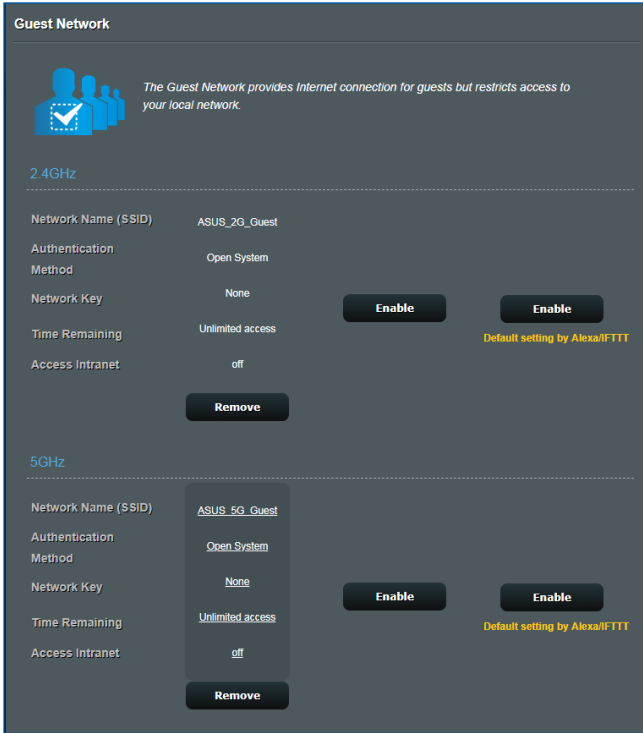 Guest Network
The Guest Network provides Internet connection for guests but restricts access to
your local network.
2.4GHz
Network Name (SSID)
ASUS_2G_Guest
Authentication
Method
Open System
Network Key
None
Time Remaining
Unlimited access
Access Intranet
off
Remove
Enable
Enable
Default setting by Alexa/IFTTT
5GHz
Network Name (SSID)
ASUS_5G_Guest
Authentication
Method
Open System
Network Key
None
Time Remaining
Unlimited access
Access Intranet
off
Remove
Enable
Enable
Default setting by Alexa/IFTTT